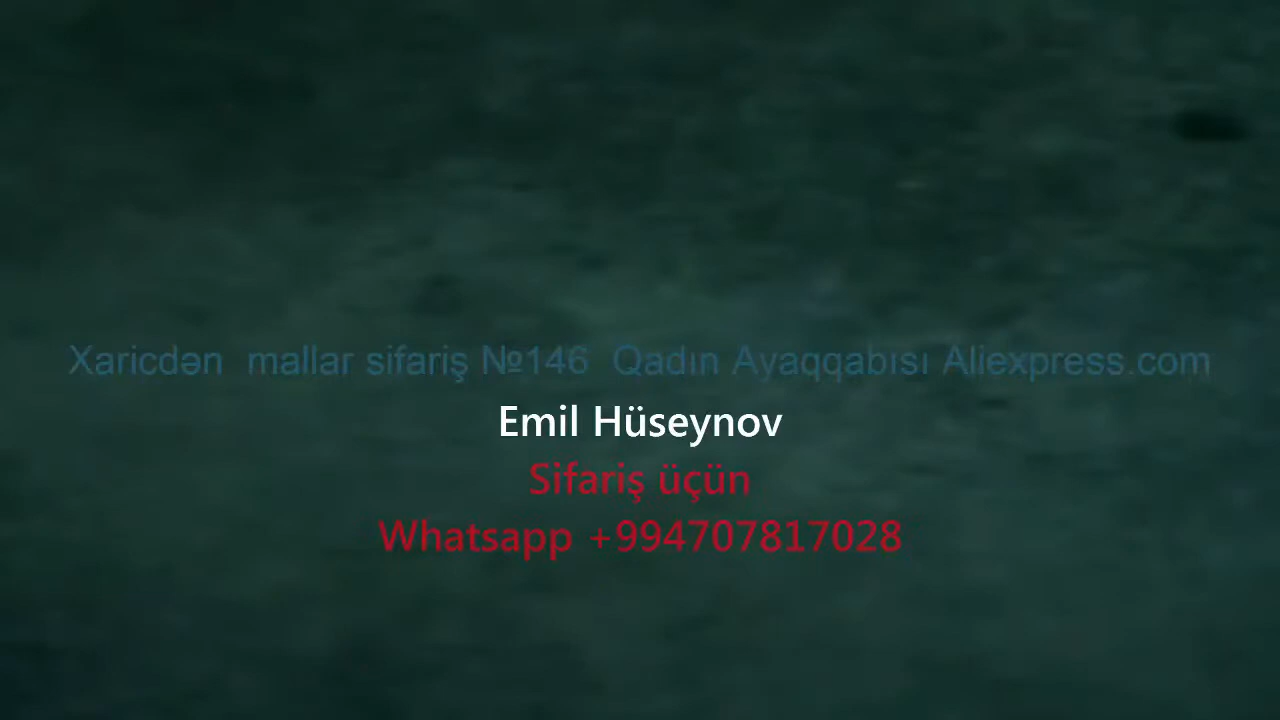 Xaricdən mallar sifariş №146 Qadın Ayaqqabısı Aliexpress.com
Emil Hüseynov
Sifariş üçün
Whatsapp +994707817028